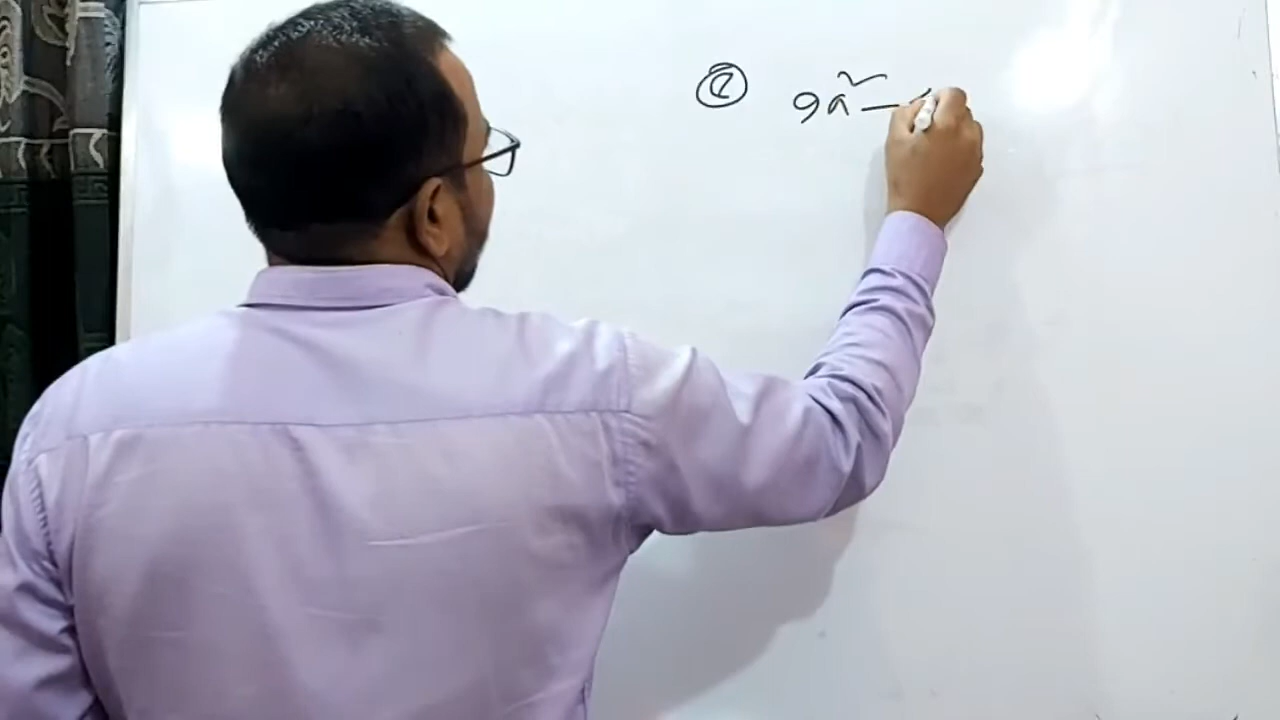 ② 9a² −